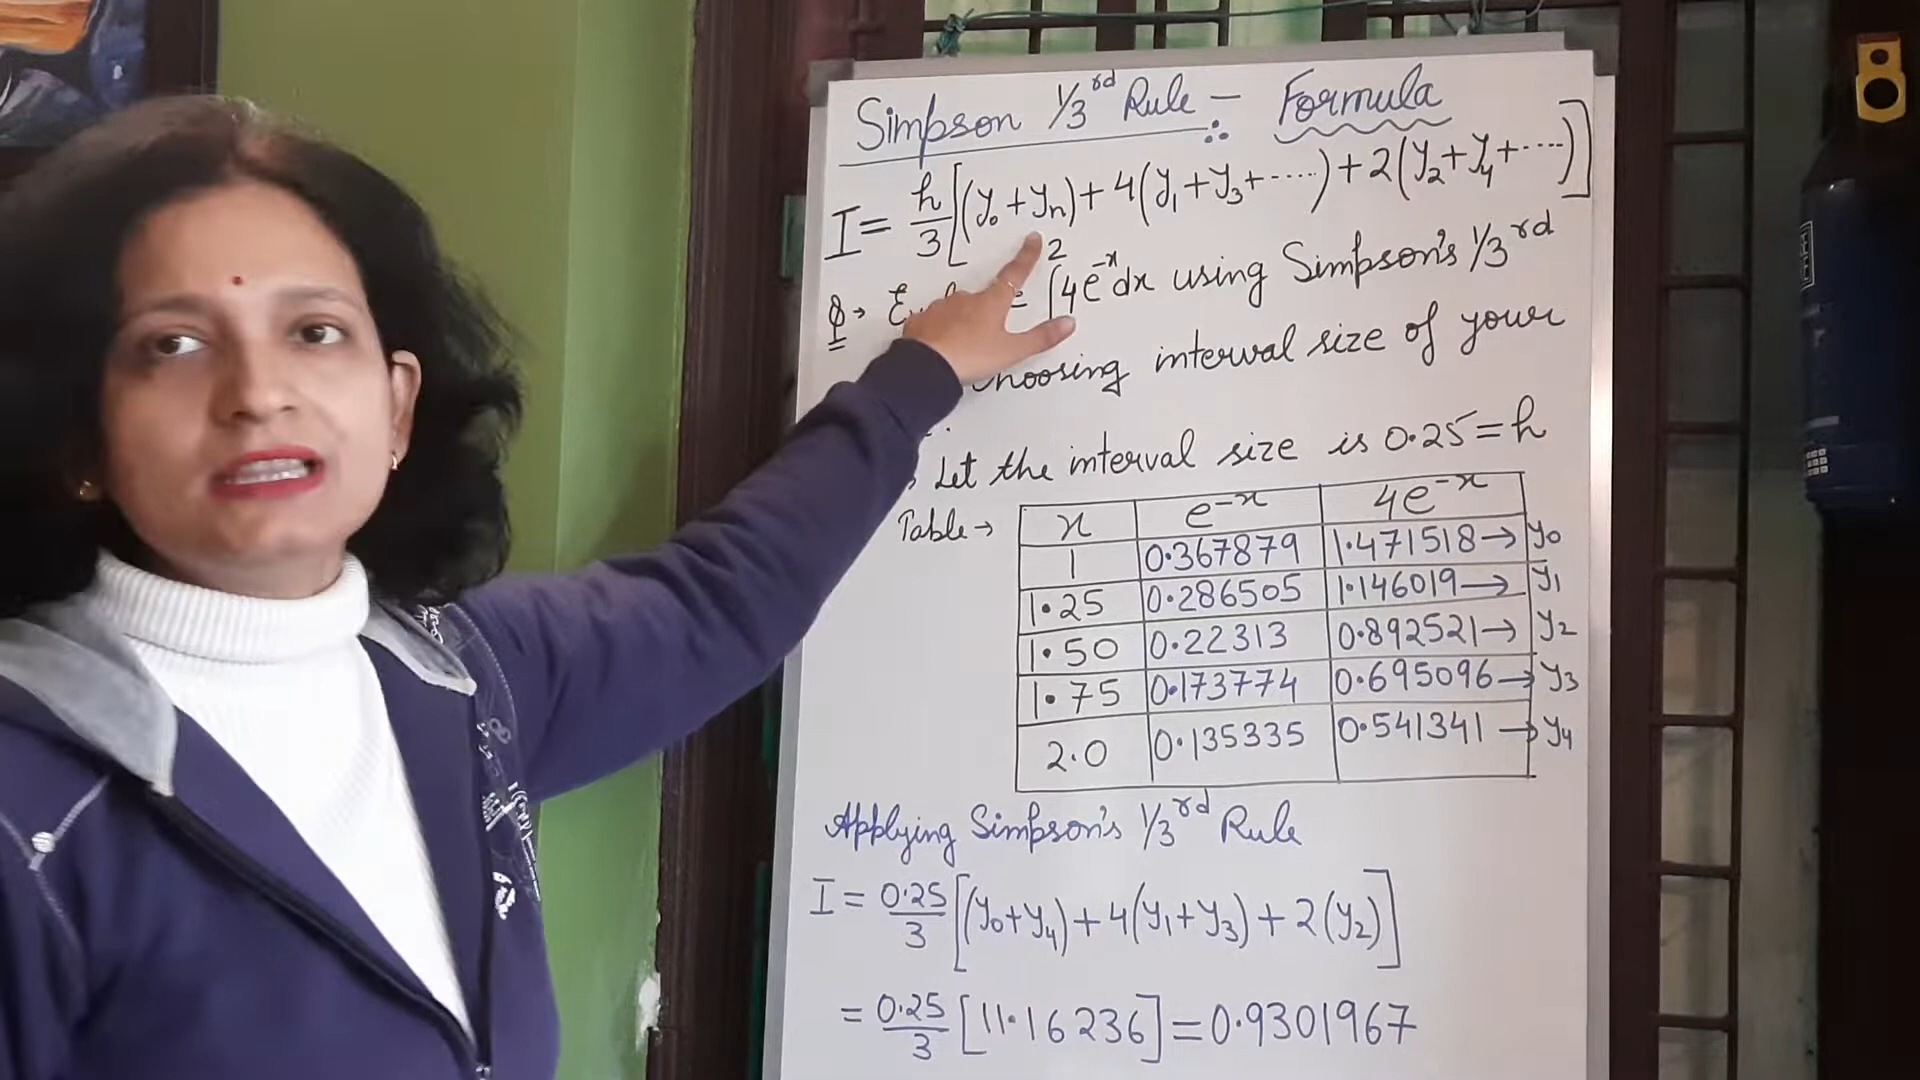 Simpson 1/3rd Rule :- Formula
I = h/3 [(y₀ + yₙ) + 4(y₁ + y₃ + .....) + 2(y₂ + y₄ + ....)]
Q → ∫ 2 4e⁻ˣ dx using Simpson's 1/3rd
choosing interval size of your
Let the interval size is 0.25 = h
Table → x e⁻ˣ 4e⁻ˣ
1 0.367879 1.471518 → y₀
1.25 0.286505 1.146019 → y₁
1.50 0.22313 0.892521 → y₂
1.75 0.173774 0.695096 → y₃
2.0 0.135335 0.541341 → y₄
Applying Simpson's 1/3rd Rule
I = 0.25/3 [(y₀+y₄) + 4(y₁+y₃) + 2(y₂)]
= 0.25/3 [11.16236] = 0.9301967